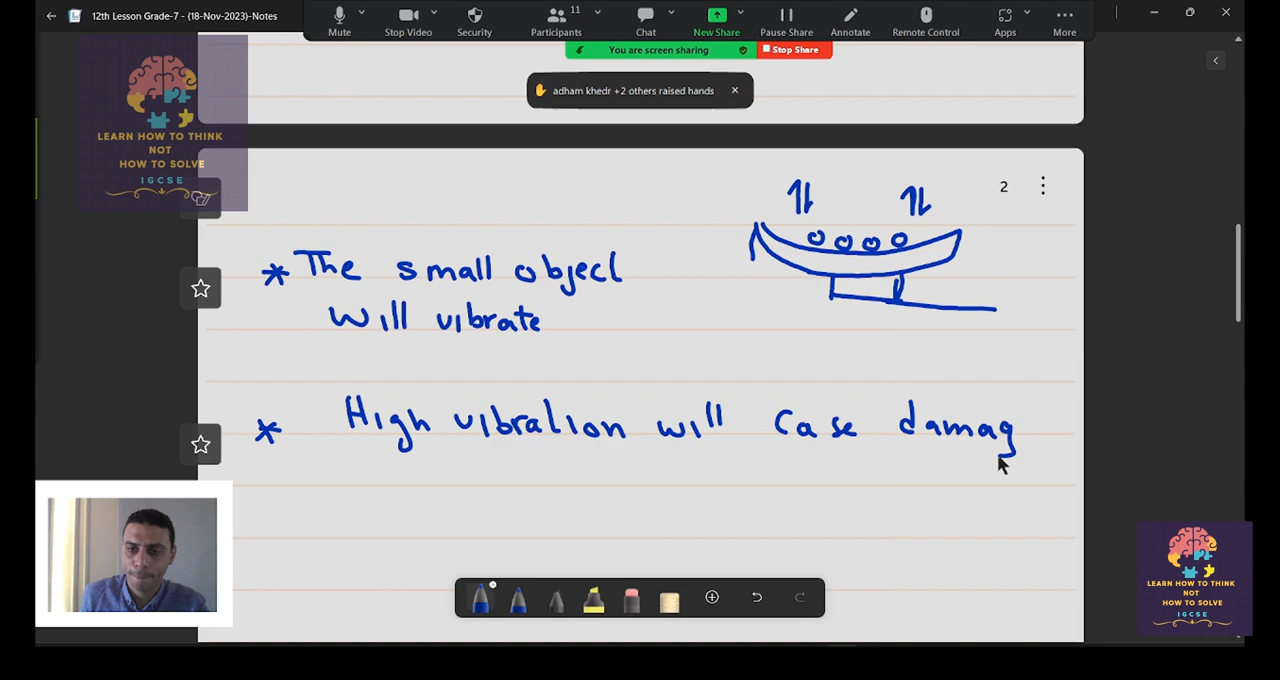 12th Lesson Grade-7 - (18-Nov-2023)-Notes
Mute
Stop Video
Security
11
Participants
Chat
New Share
Pause Share
Annotate
Remote Control
Apps
More
You are screen sharing
Stop Share
adham khedr +2 others raised hands
LEARN HOW TO THINK
NOT
HOW TO SOLVE
IGCSE
2
* The small object
will vibrate
* High vibration will case damag
LEARN HOW TO THINK
NOT
HOW TO SOLVE
IGCSE